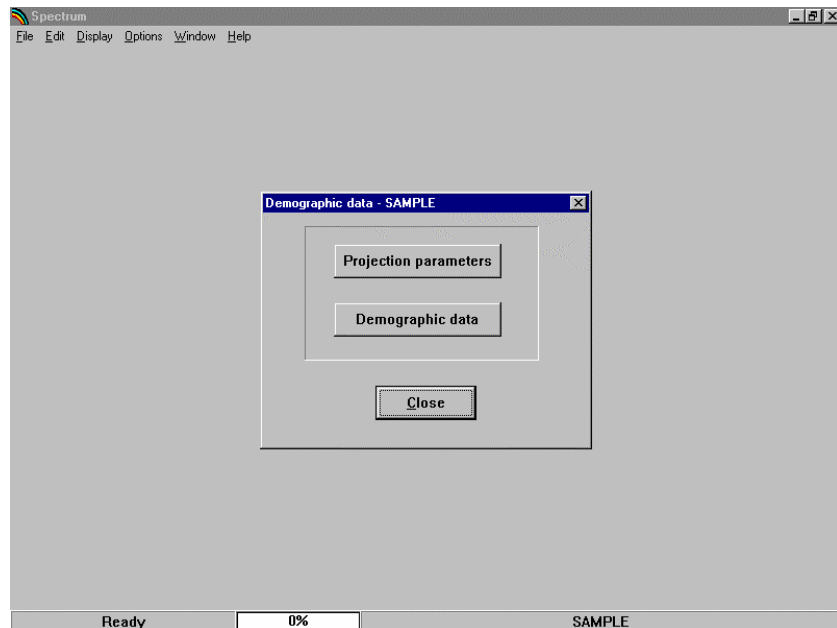 Spectrum
File Edit Display Options Window Help
Demographic data - SAMPLE
Projection parameters
Demographic data
Close
Ready 0% SAMPLE